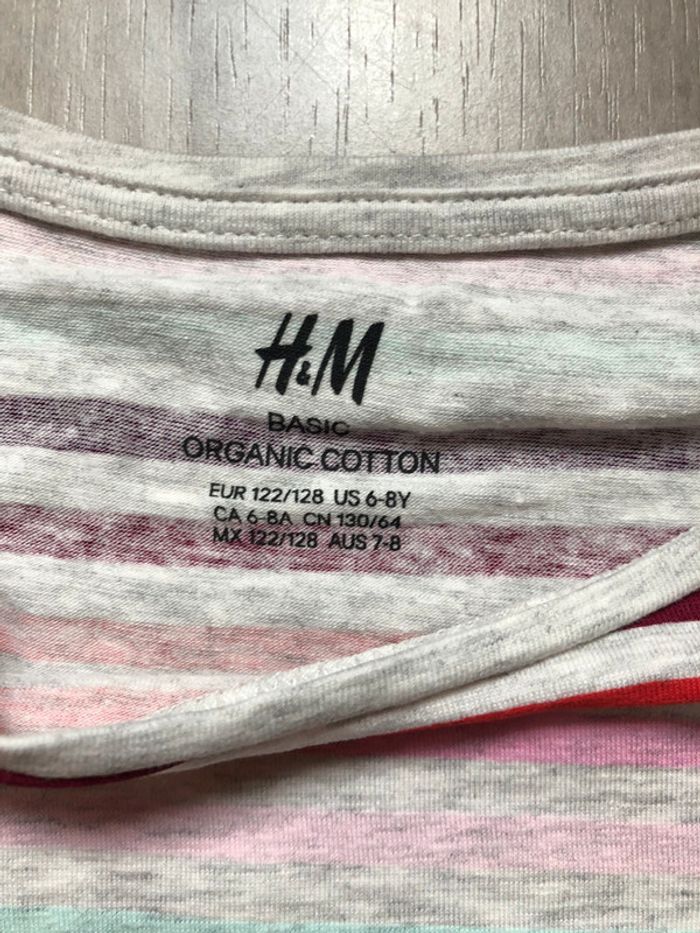 H&M
BASIC
ORGANIC COTTON
EUR 122/128 US 6-8Y
CA 6-8A CN 130/64
MX 122/128 AUS 7-8